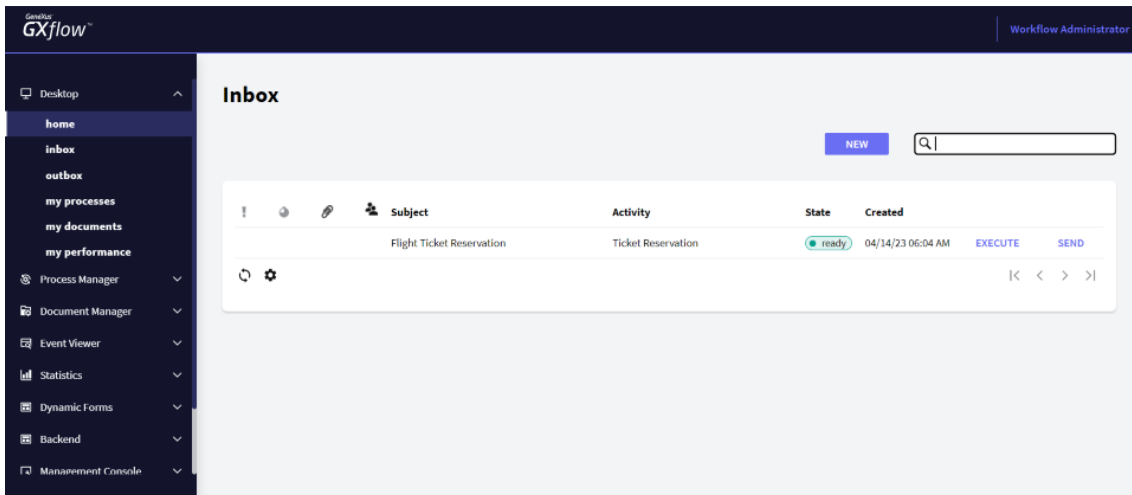 GeneXus
GXflow™
Workflow Administrator
Desktop
home
inbox
outbox
my processes
my documents
my performance
Process Manager
Document Manager
Event Viewer
Statistics
Dynamic Forms
Backend
Management Console
Inbox
NEW
Subject Activity State Created
Flight Ticket Reservation Ticket Reservation ready 04/14/23 06:04 AM EXECUTE SEND